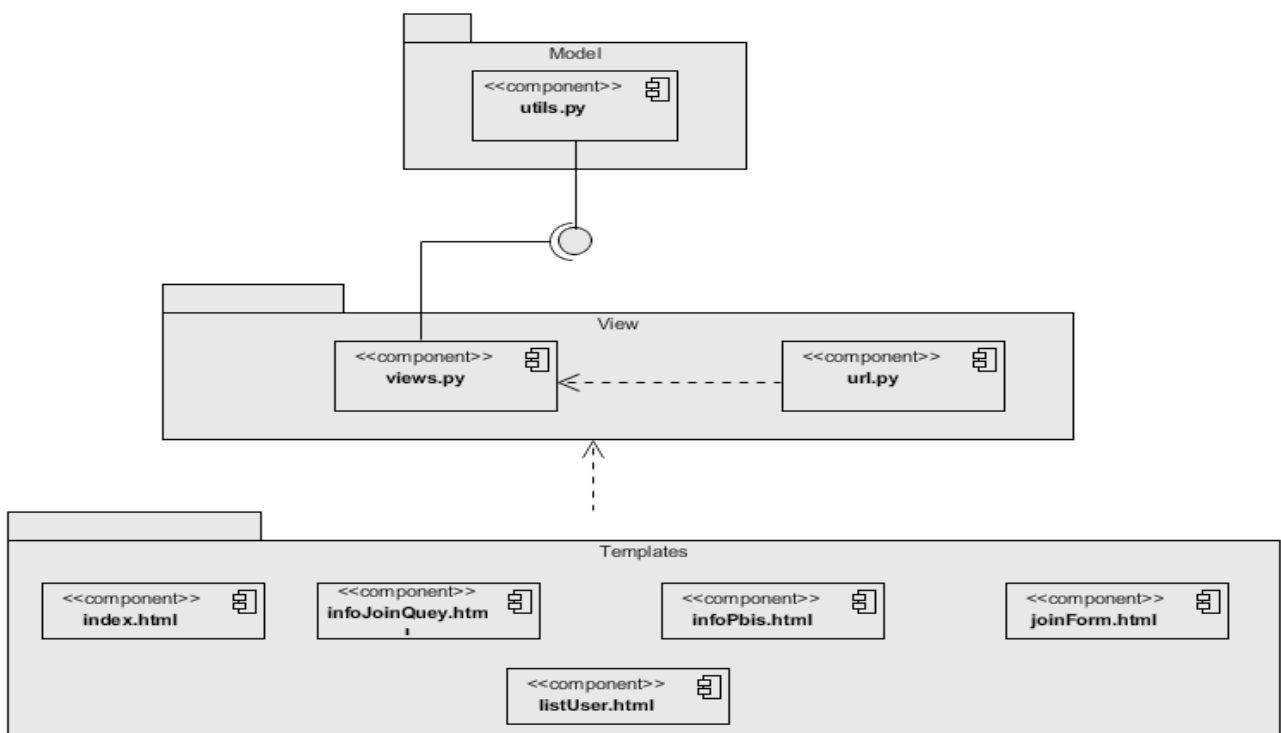 Model
<<component>>
utils.py
View
<<component>>
views.py
<<component>>
url.py
Templates
<<component>>
index.html
<<component>>
infoJoinQuey.htm
l
<<component>>
infoPbis.html
<<component>>
joinForm.html
<<component>>
listUser.html